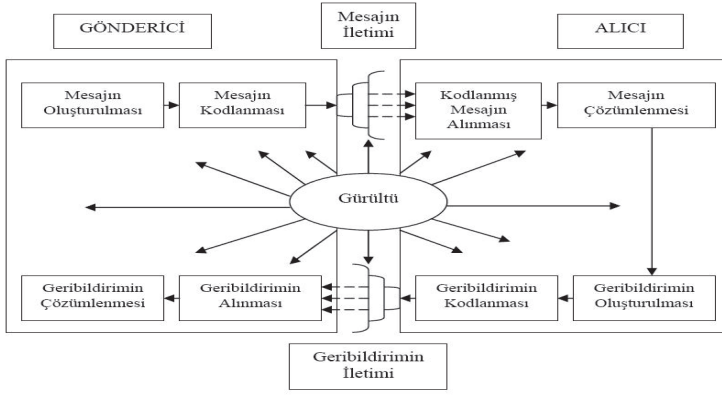 GÖNDERİCİ
Mesajın
İletimi
ALICI
Mesajın
Oluşturulması
Mesajın
Kodlanması
Kodlanmış
Mesajın
Alınması
Mesajın
Çözümlenmesi
Gürültü
Geribildirimin
Çözümlenmesi
Geribildirimin
Alınması
Geribildirimin
Kodlanması
Geribildirimin
Oluşturulması
Geribildirimin
İletimi